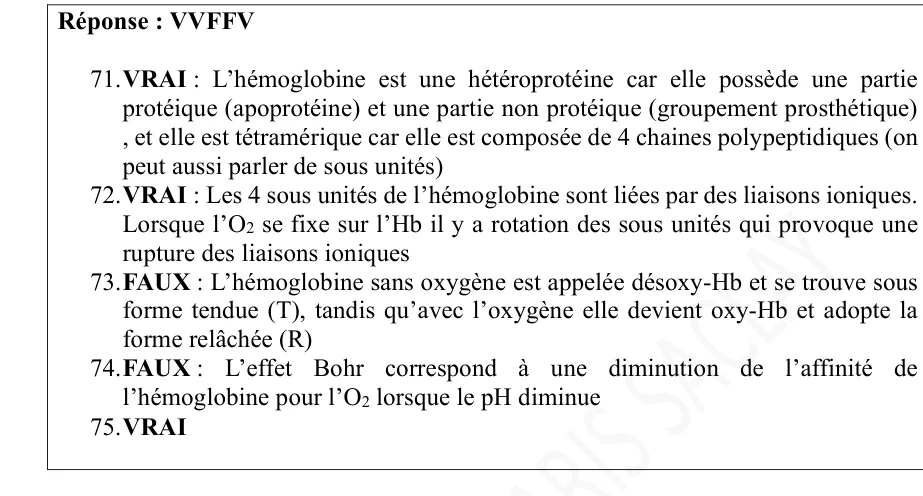 Réponse : VVFFV
71.VRAI : L’hémoglobine est une hétéroprotéine car elle possède une partie
protéique (apoprotéine) et une partie non protéique (groupement prosthétique)
, et elle est tétramérique car elle est composée de 4 chaines polypeptidiques (on
peut aussi parler de sous unités)
72.VRAI : Les 4 sous unités de l’hémoglobine sont liées par des liaisons ioniques.
Lorsque l’O2 se fixe sur l’Hb il y a rotation des sous unités qui provoque une
rupture des liaisons ioniques
73.FAUX : L’hémoglobine sans oxygène est appelée désoxy-Hb et se trouve sous
forme tendue (T), tandis qu’avec l’oxygène elle devient oxy-Hb et adopte la
forme relâchée (R)
74.FAUX : L’effet Bohr correspond à une diminution de l’affinité de
l’hémoglobine pour l’O2 lorsque le pH diminue
75.VRAI
ARIS SACLAY